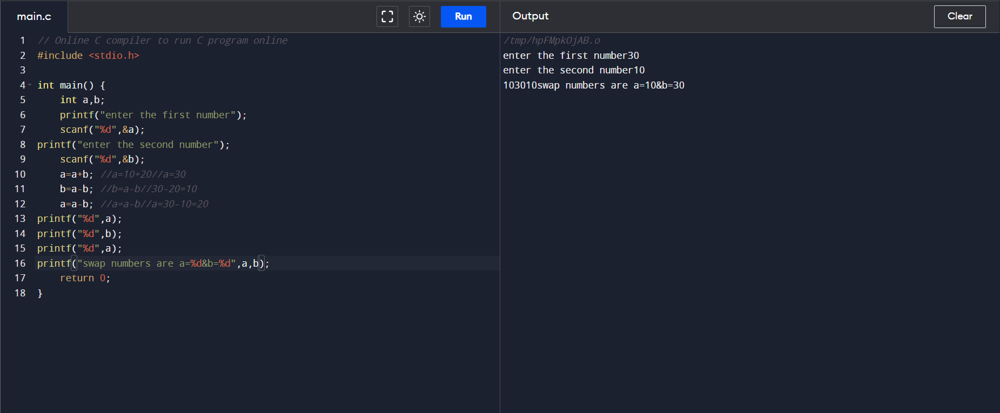 main.c
Run
Output
Clear
1 // Online C compiler to run C program online
2 #include <stdio.h>
3
4 int main() {
5 int a,b;
6 printf("enter the first number");
7 scanf("%d",&a);
8 printf("enter the second number");
9 scanf("%d",&b);
10 a=a+b; //a=10+20//a=30
11 b=a-b; //b=a-b//30-20=10
12 a=a-b; //a=a-b//a=30-10=20
13 printf("%d",a);
14 printf("%d",b);
15 printf("%d",a);
16 printf("swap numbers are a=%d&b=%d",a,b);
17 return 0;
18 }
/tmp/hpFMpkOjAB.o
enter the first number30
enter the second number10
103010swap numbers are a=10&b=30